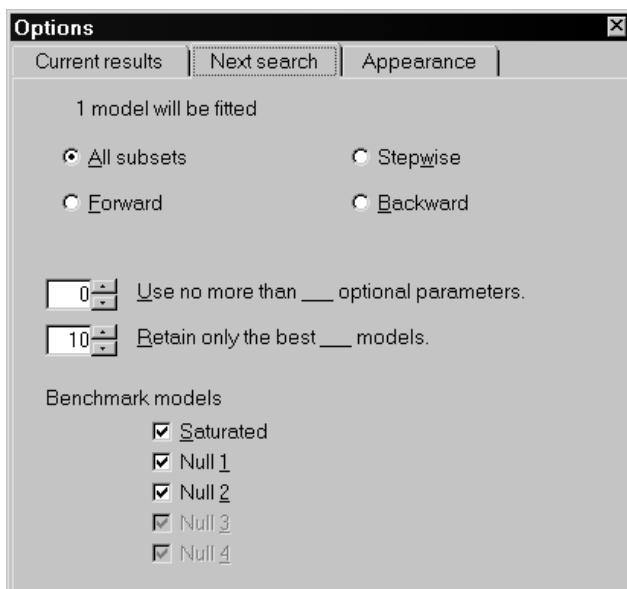 Options
Current results Next search Appearance
1 model will be fitted
All subsets Stepwise
Forward Backward
0 Use no more than ___ optional parameters.
10 Retain only the best ___ models.
Benchmark models
Saturated
Null 1
Null 2
Null 3
Null 4